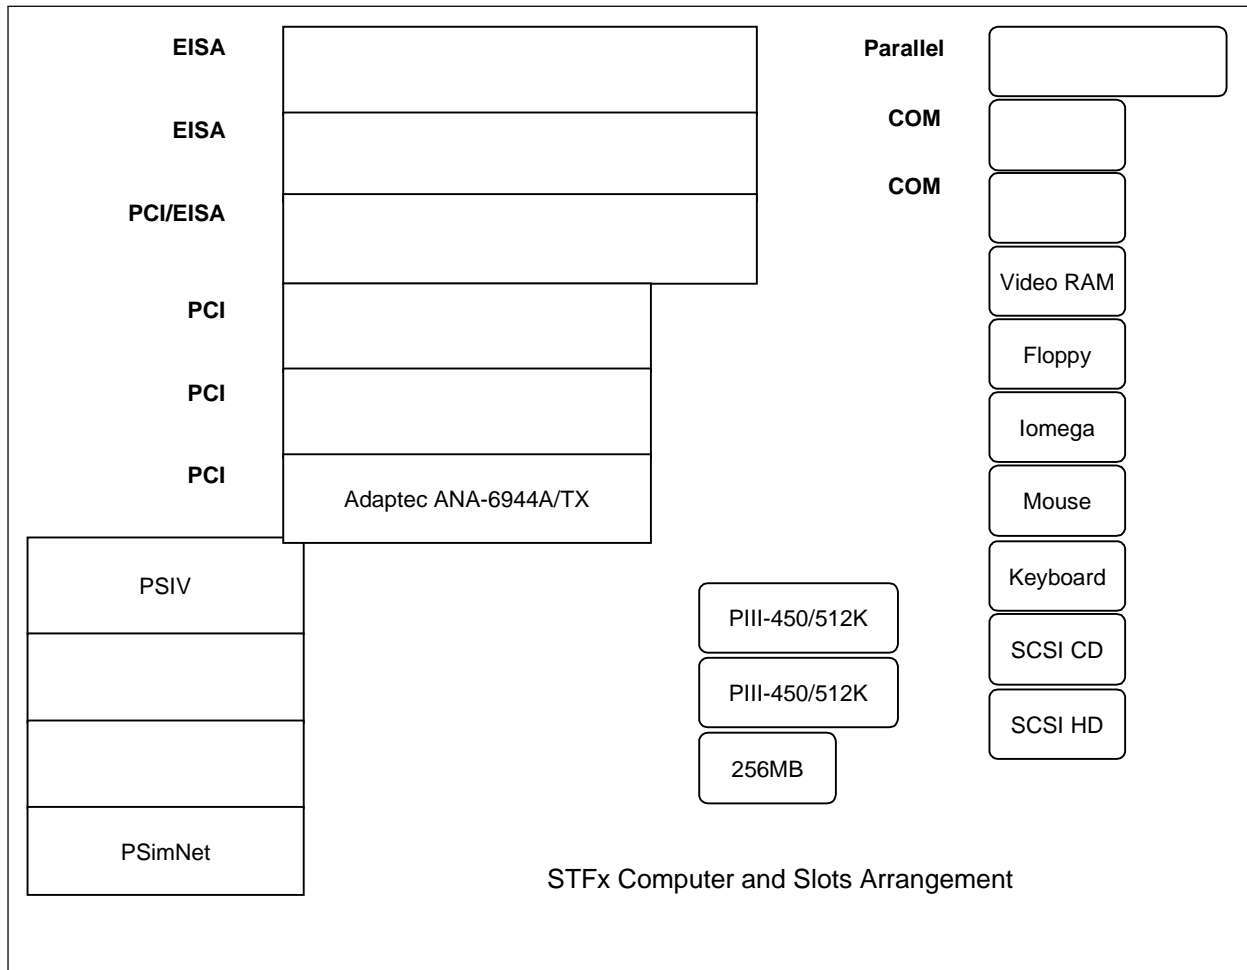 EISA
EISA
PCI/EISA
PCI
PCI
PCI
Adaptec ANA-6944A/TX
PSIV
PSimNet
Parallel
COM
COM
Video RAM
Floppy
Iomega
Mouse
Keyboard
SCSI CD
SCSI HD
PIII-450/512K
PIII-450/512K
256MB
STFx Computer and Slots Arrangement